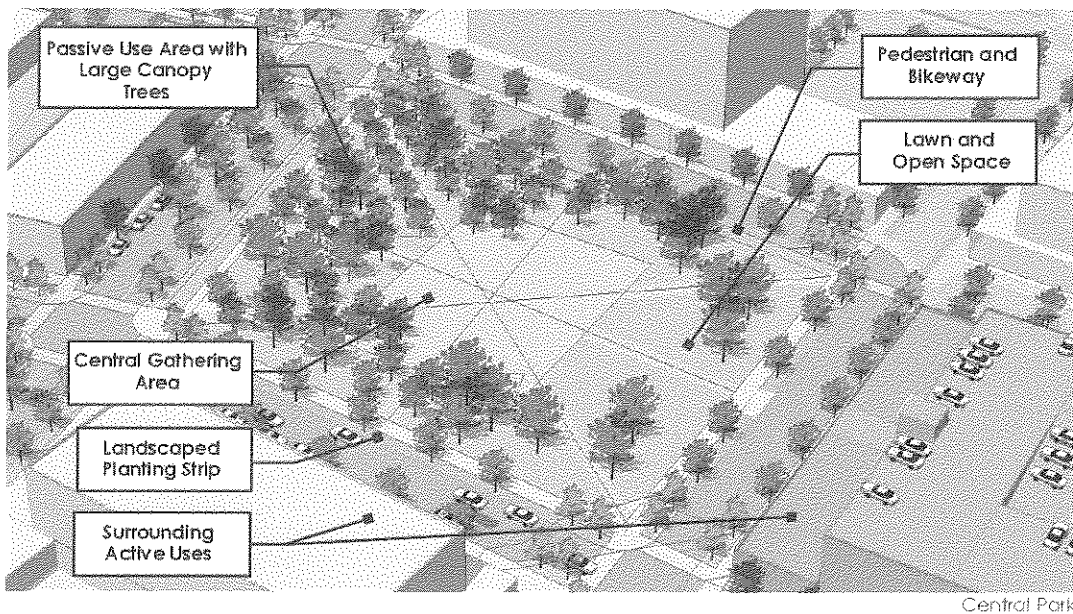 Passive Use Area with
Large Canopy
Trees
Pedestrian and
Bikeway
Lawn and
Open Space
Central Gathering
Area
Landscaped
Planting Strip
Surrounding
Active Uses
Central Park